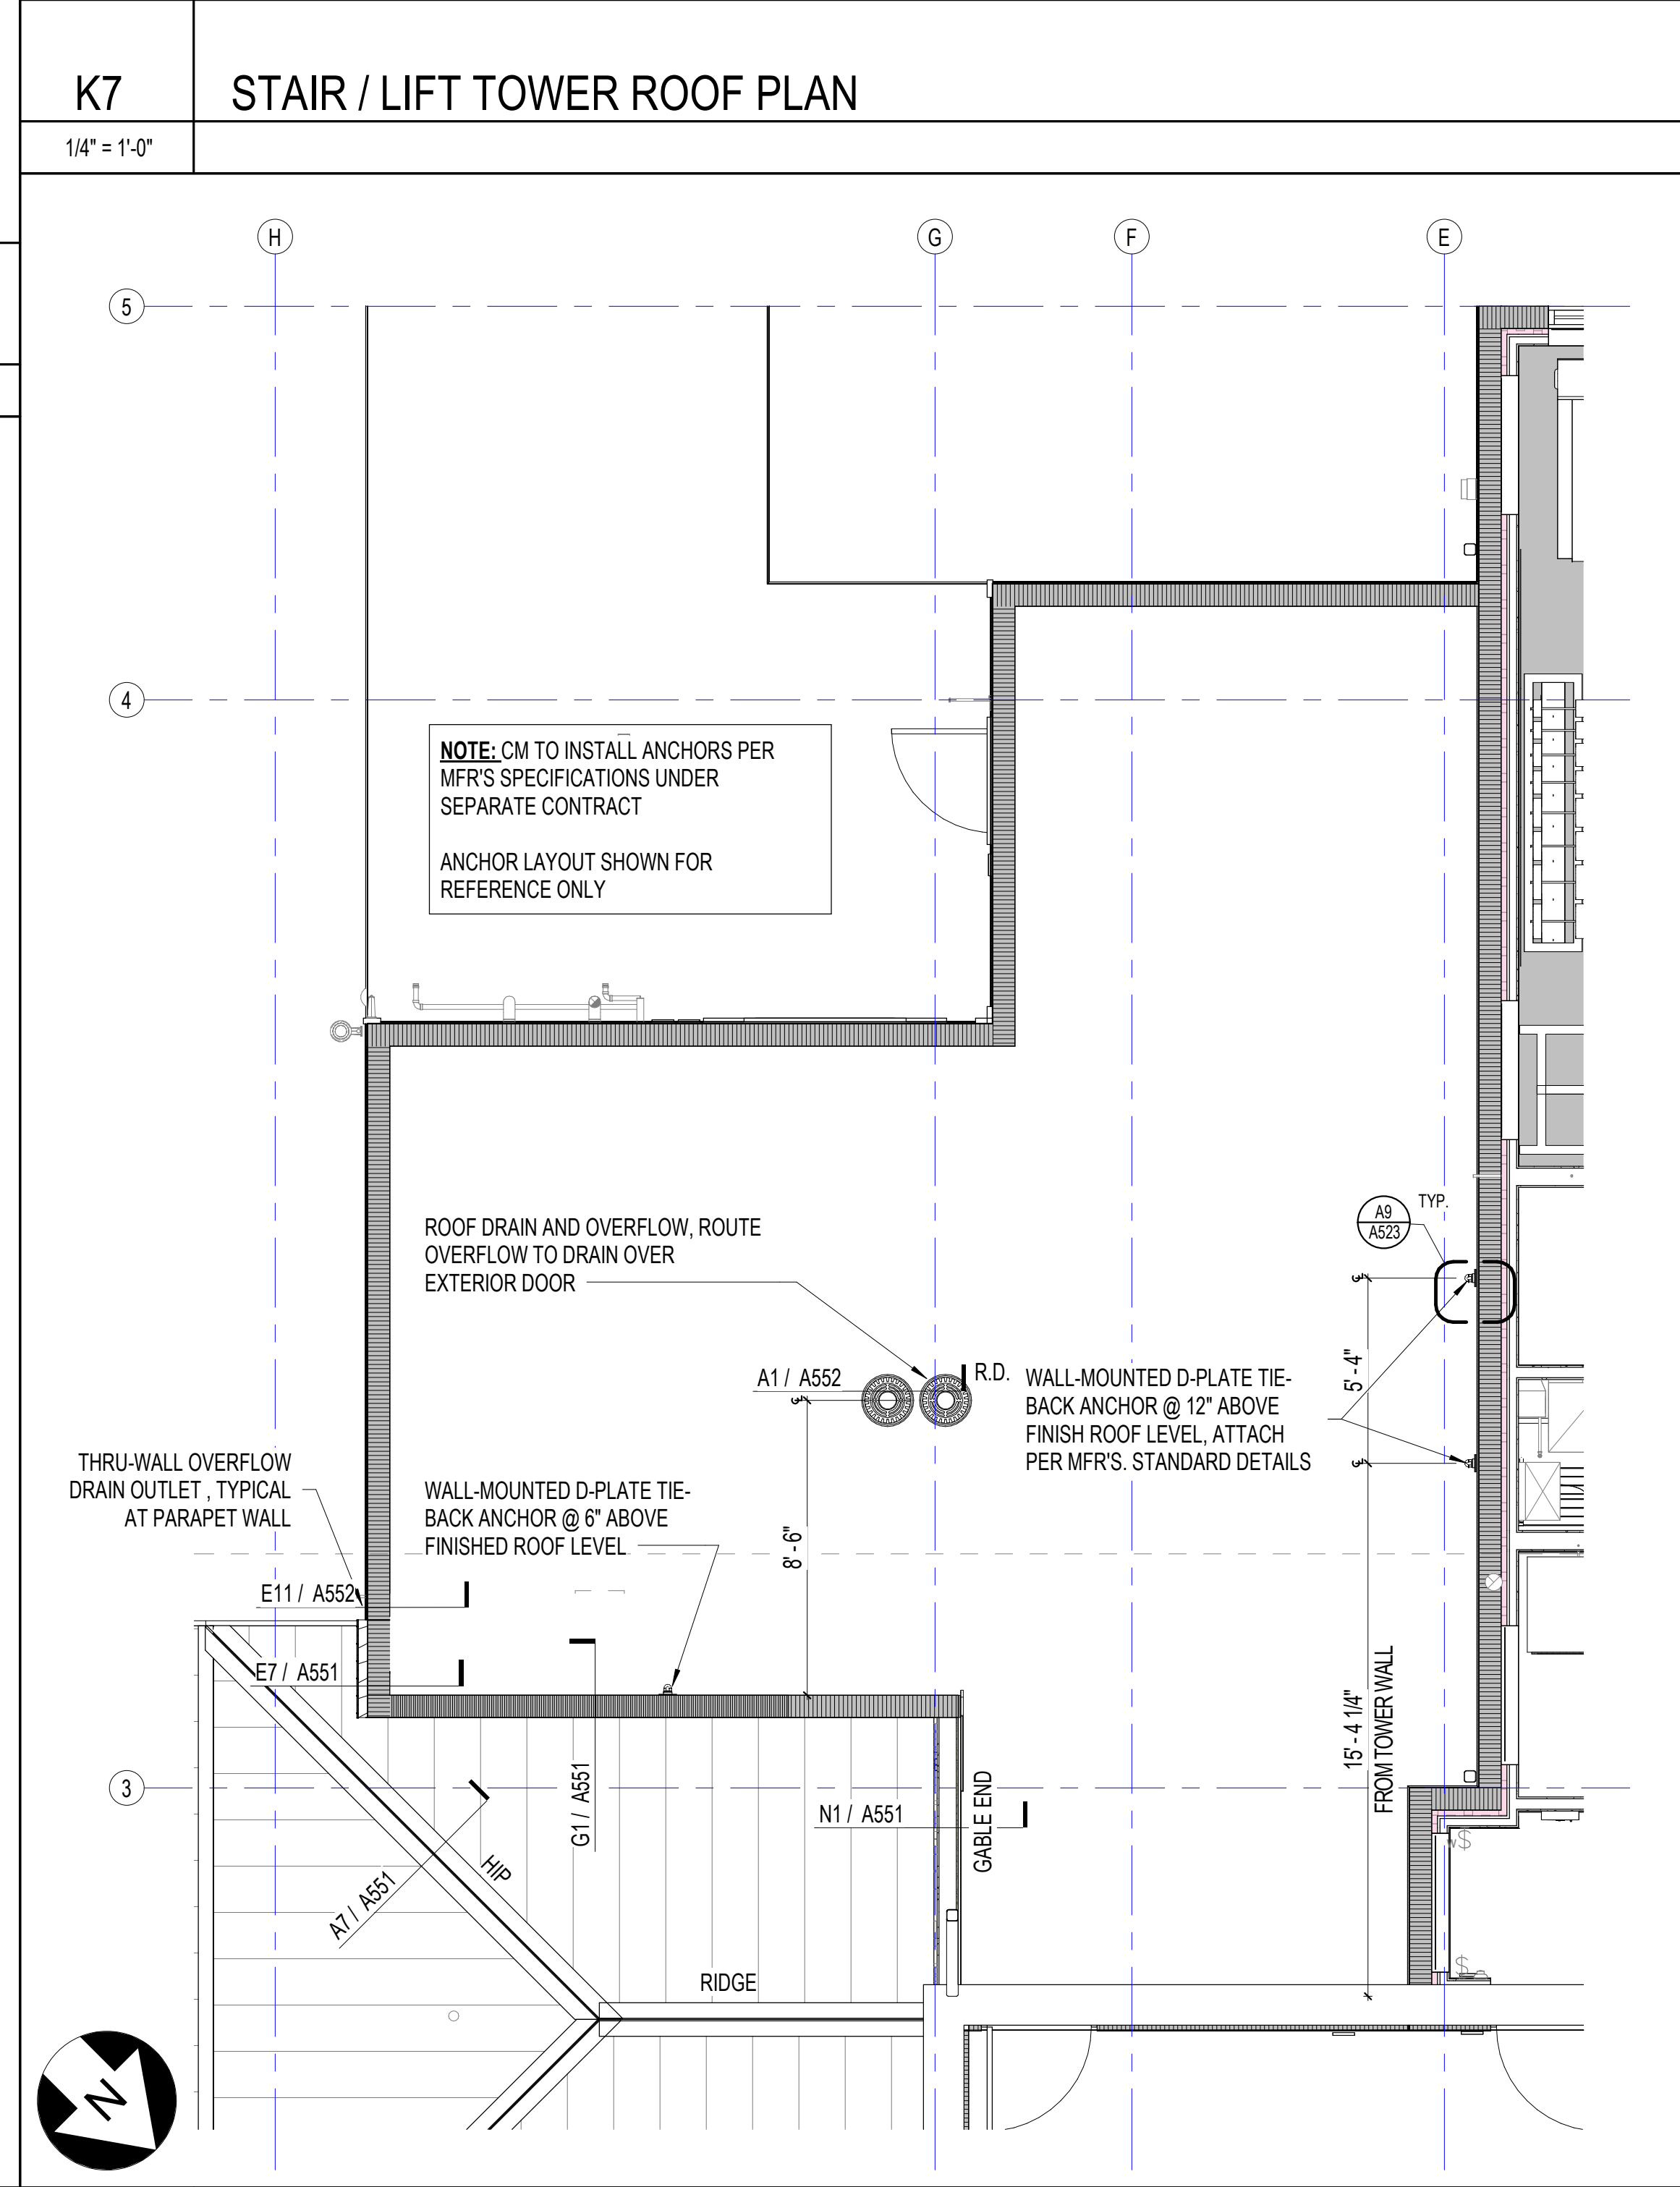 K7
STAIR / LIFT TOWER ROOF PLAN
1/4" = 1'-0"
H
G
F
E
5
4
NOTE: CM TO INSTALL ANCHORS PER
MFR'S SPECIFICATIONS UNDER
SEPARATE CONTRACT
ANCHOR LAYOUT SHOWN FOR
REFERENCE ONLY
A9
A523
TYP.
ROOF DRAIN AND OVERFLOW, ROUTE
OVERFLOW TO DRAIN OVER
EXTERIOR DOOR
A1 / A552
R.D.
WALL-MOUNTED D-PLATE TIE-
BACK ANCHOR @ 12" ABOVE
FINISH ROOF LEVEL, ATTACH
PER MFR'S. STANDARD DETAILS
5' - 4"
THRU-WALL OVERFLOW
DRAIN OUTLET , TYPICAL
AT PARAPET WALL
WALL-MOUNTED D-PLATE TIE-
BACK ANCHOR @ 6" ABOVE
FINISHED ROOF LEVEL
8' - 6"
E11 / A552
E7 / A551
15' - 4 1/4"
FROM TOWER WALL
3
G1 / A551
N1 / A551
GABLE END
A7 / A551
HIP
W$
$
RIDGE
N